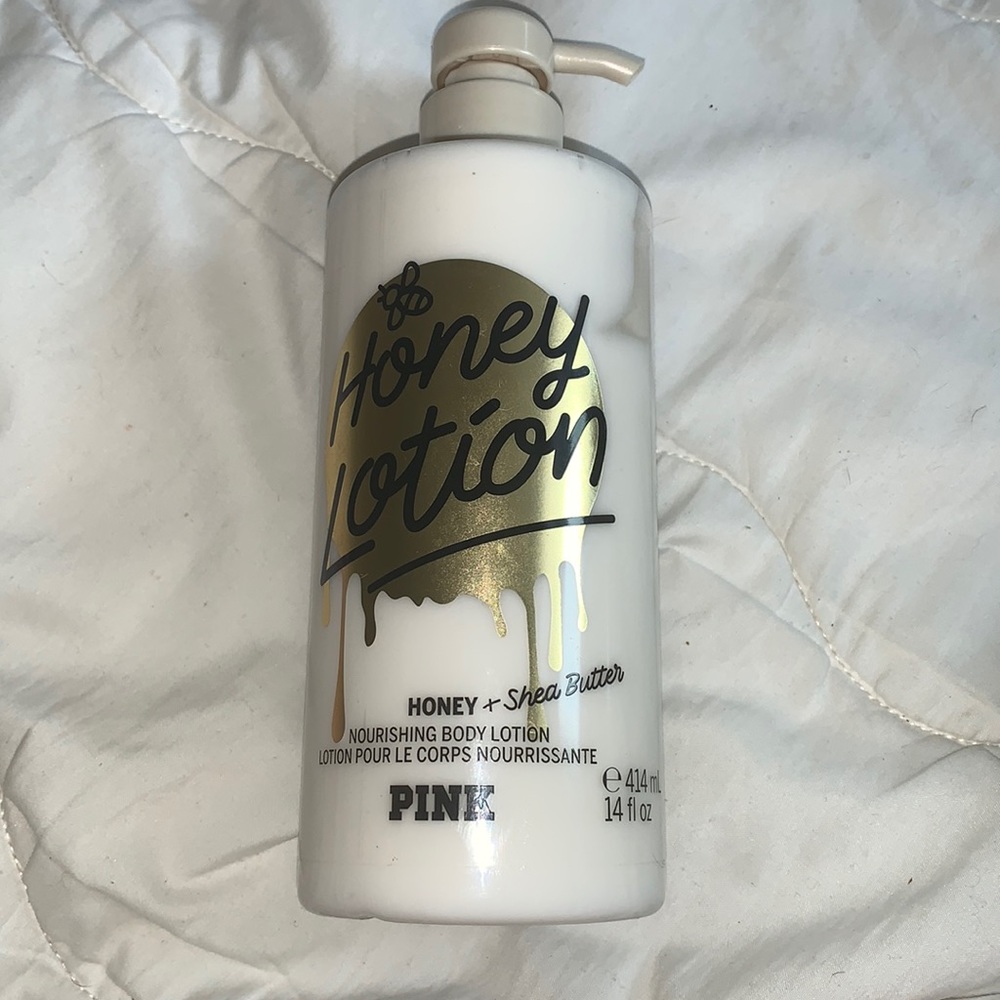 Honey
Lotion
HONEY + Shea Butter
NOURISHING BODY LOTION
LOTION POUR LE CORPS NOURRISSANTE
PINK
℮ 414 mL
14 fl oz